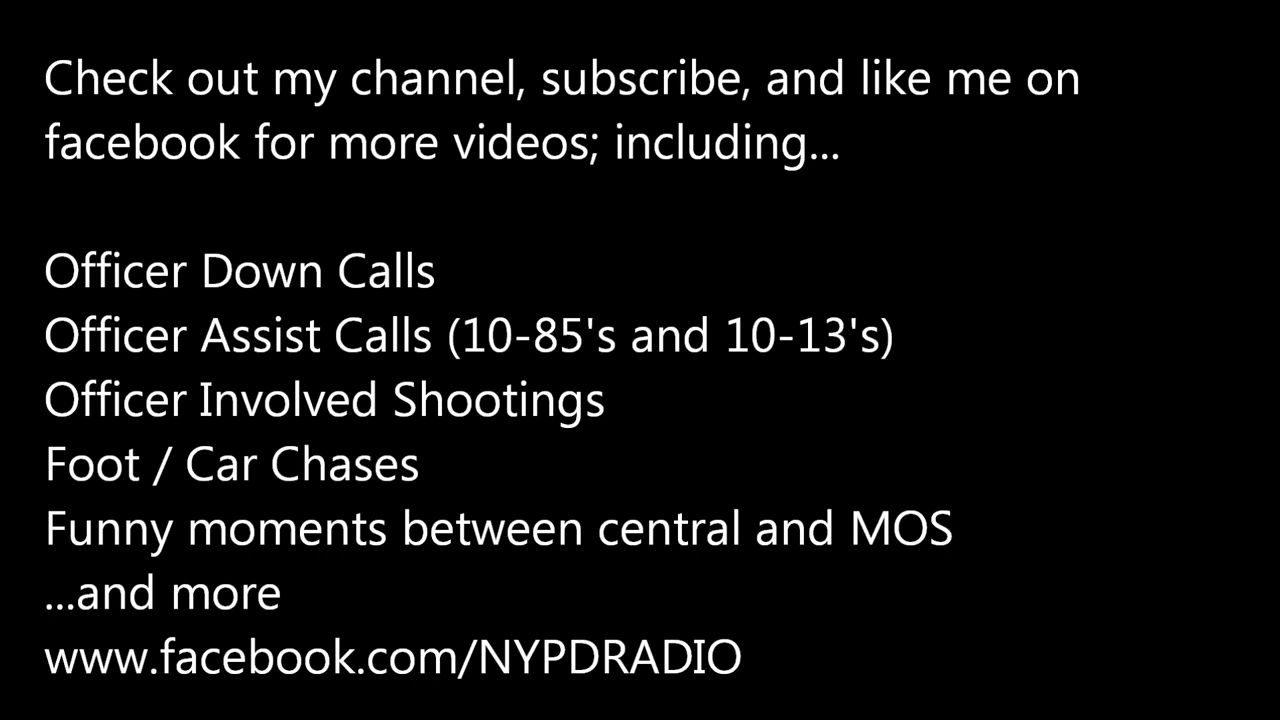 Check out my channel, subscribe, and like me on
facebook for more videos; including...
Officer Down Calls
Officer Assist Calls (10-85's and 10-13's)
Officer Involved Shootings
Foot / Car Chases
Funny moments between central and MOS
...and more
www.facebook.com/NYPDRADIO